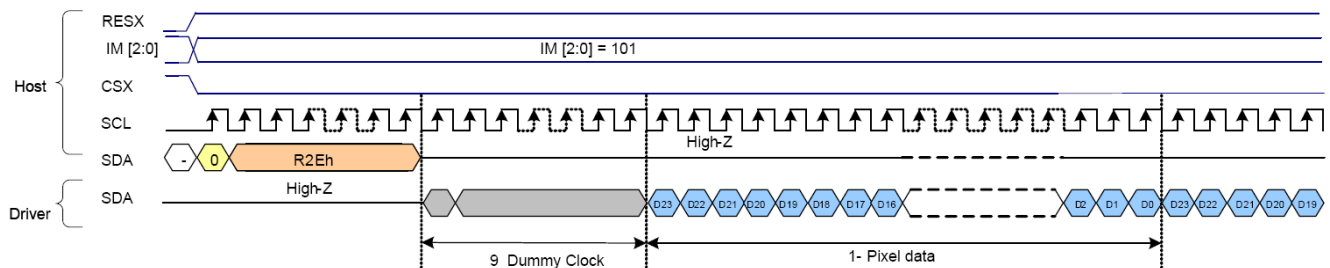 RESX
IM [2:0] IM [2:0] = 101
Host
CSX
SCL
High-Z
SDA - 0 R2Eh
High-Z
Driver SDA D23 D22 D21 D20 D19 D18 D17 D16 D2 D1 D0 D23 D22 D21 D20 D19
9 Dummy Clock 1- Pixel data